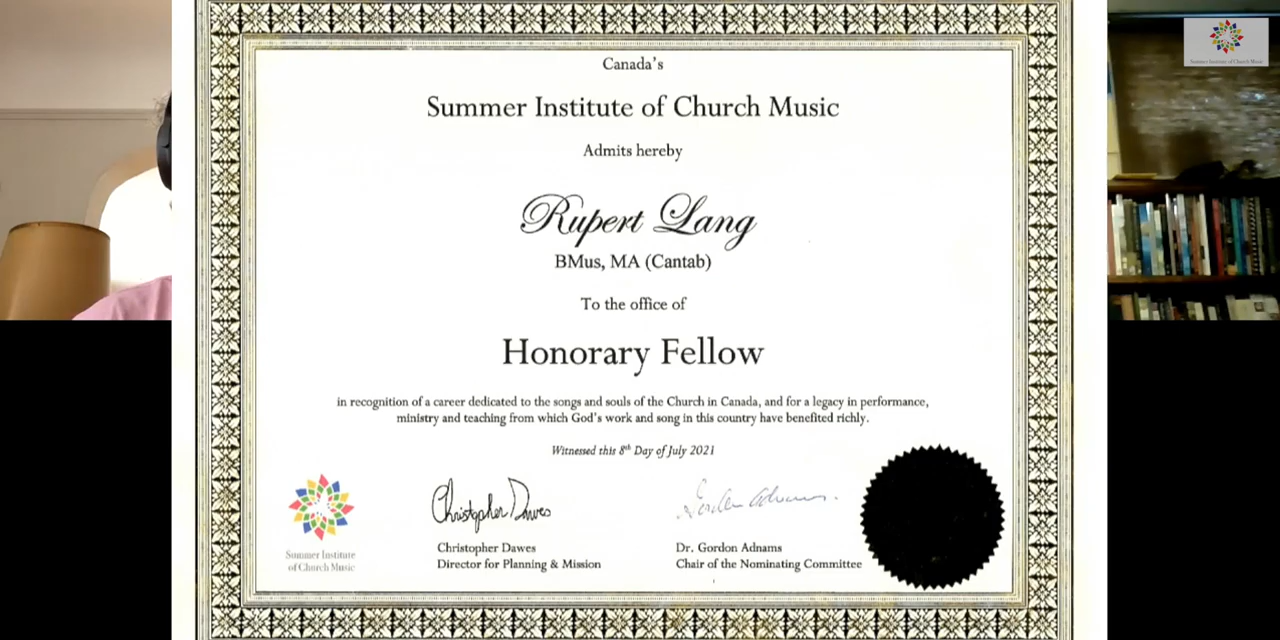 Canada's
Summer Institute of Church Music
Admits hereby
Rupert Lang
BMus, MA (Cantab)
To the office of
Honorary Fellow
in recognition of a career dedicated to the songs and souls of the Church in Canada, and for a legacy in performance,
ministry and teaching from which God's work and song in this country have benefited richly.
Witnessed this 8th Day of July 2021
Christopher Dawes
Gordon Adnams.
Christopher Dawes
Director for Planning & Mission
Dr. Gordon Adnams
Chair of the Nominating Committee
Summer Institute
of Church Music
Summer Institute of Church Music